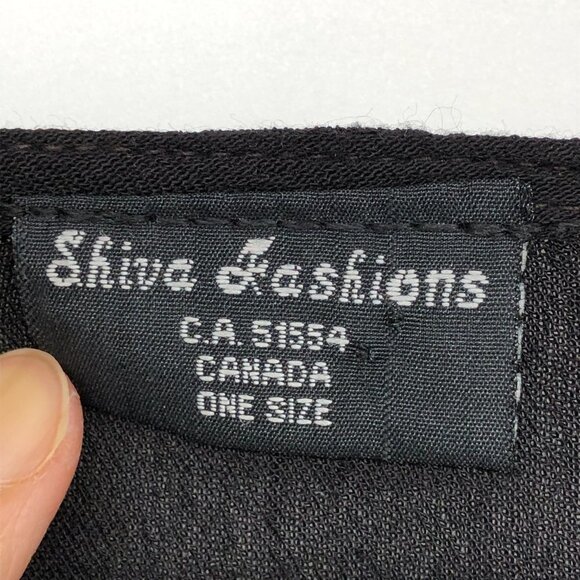 Shiva Fashions
C.A. 51554
CANADA
ONE SIZE